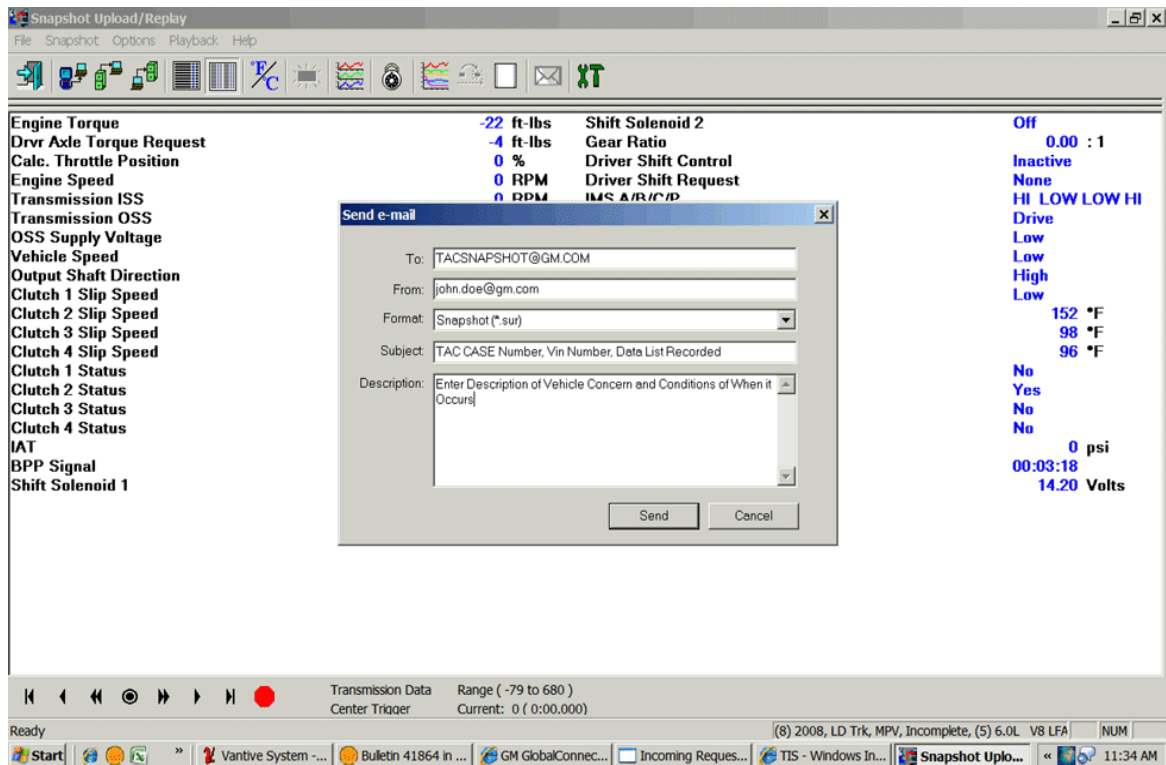 Snapshot Upload/Replay
File Snapshot Options Playback Help
Engine Torque -22 ft-lbs Shift Solenoid 2 Off
Drvr Axle Torque Request -4 ft-lbs Gear Ratio 0.00 : 1
Calc. Throttle Position 0 % Driver Shift Control Inactive
Engine Speed 0 RPM Driver Shift Request None
Transmission ISS 0 RPM IMS A/B/C/P HI LOW LOW HI
Transmission OSS Drive
OSS Supply Voltage Low
Vehicle Speed Low
Output Shaft Direction High
Clutch 1 Slip Speed Low
Clutch 2 Slip Speed 152 °F
Clutch 3 Slip Speed 98 °F
Clutch 4 Slip Speed 96 °F
Clutch 1 Status No
Clutch 2 Status Yes
Clutch 3 Status No
Clutch 4 Status No
IAT 0 psi
BPP Signal 00:03:18
Shift Solenoid 1 14.20 Volts
Send e-mail
To: TACSNAPSHOT@GM.COM
From: john.doe@gm.com
Format: Snapshot (*.sur)
Subject: TAC CASE Number, Vin Number, Data List Recorded
Description: Enter Description of Vehicle Concern and Conditions of When it
Occurs
Send Cancel
Transmission Data Range ( -79 to 680 )
Center Trigger Current: 0 ( 0:00.000)
Ready (8) 2008, LD Trk, MPV, Incomplete, (5) 6.0L V8 LFA NUM
Start » Vantive System -... Bulletin 41864 in ... GM GlobalConnec... Incoming Reques... TIS - Windows In... Snapshot Uplo... « 11:34 AM